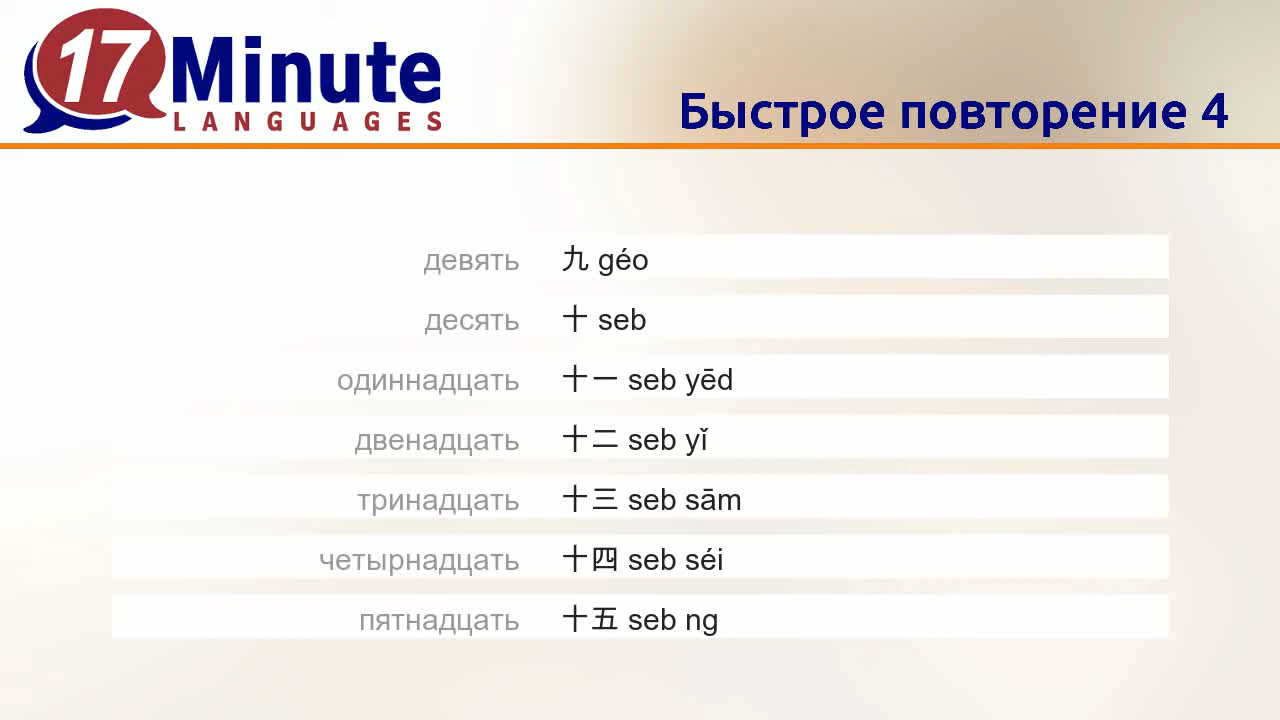 17 Minute
LANGUAGES
Быстрое повторение 4
девять 九 géo
десять 十 seb
одиннадцать 十一 seb yēd
двенадцать 十二 seb yǐ
тринадцать 十三 seb sām
четырнадцать 十四 seb séi
пятнадцать 十五 seb ng